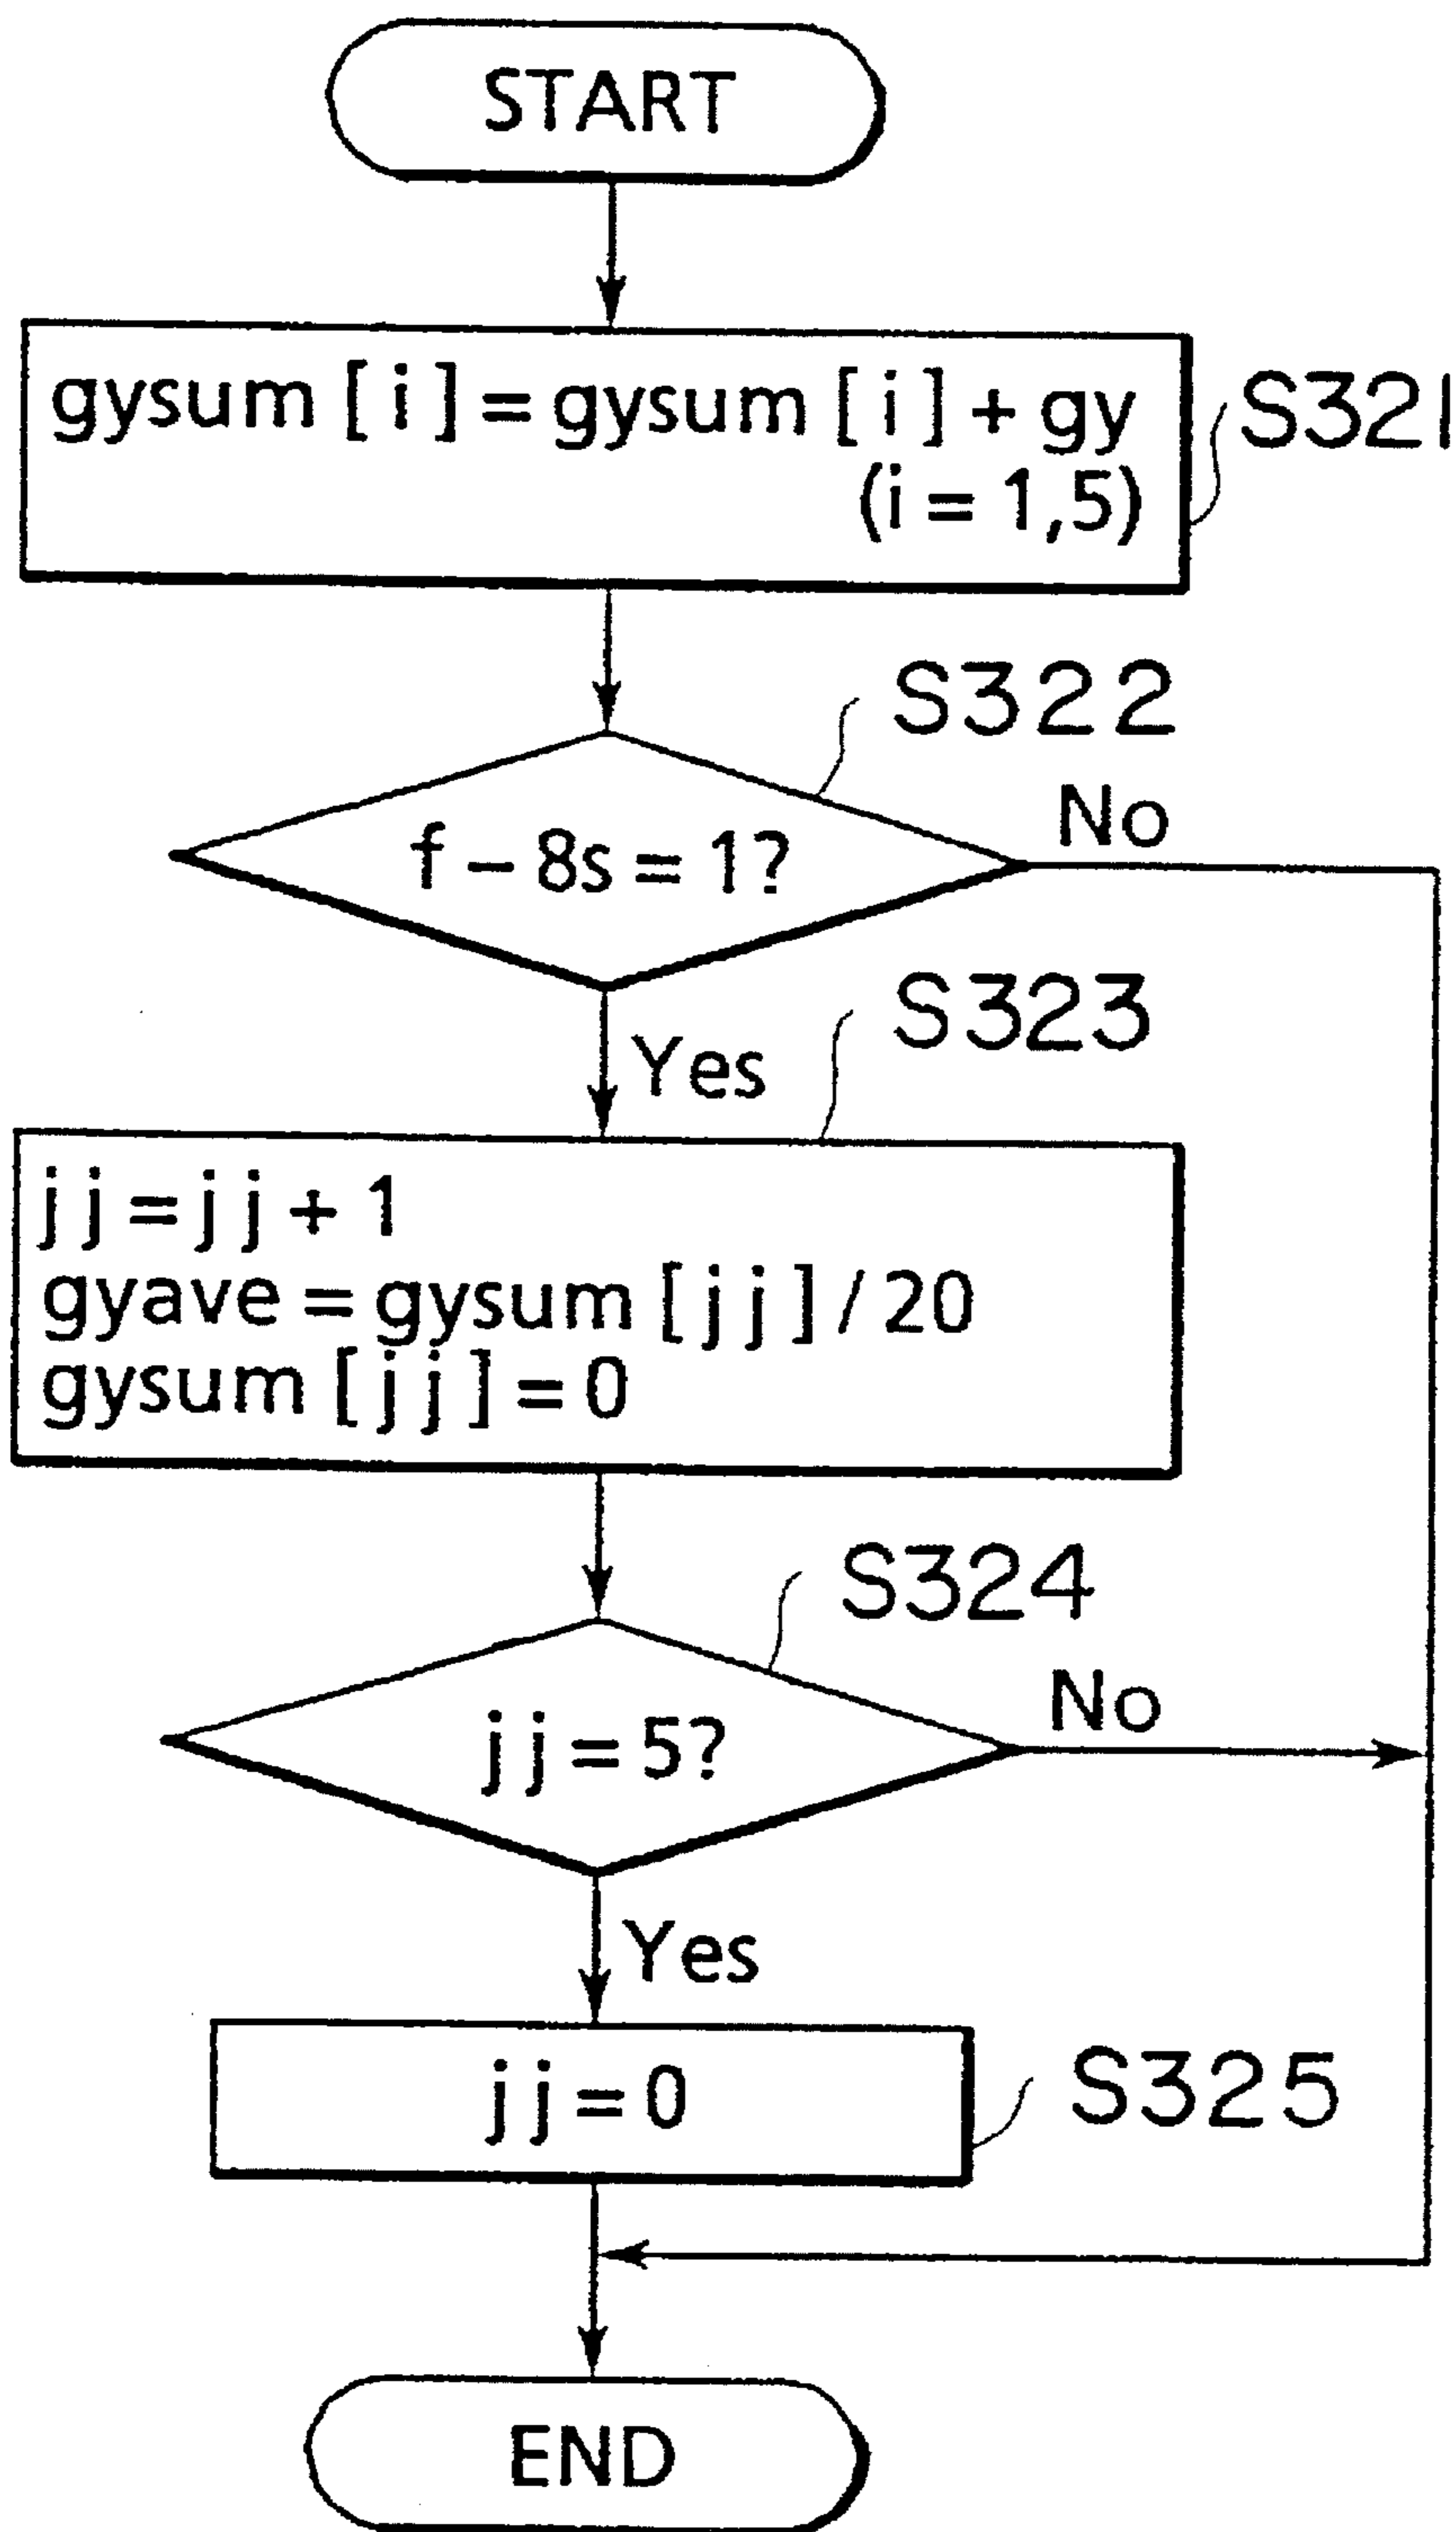 START
gysum [ i ] = gysum [ i ] + gy
(i = 1,5)
S321
S322
f – 8s = 1?
No
Yes
S323
j j = j j + 1
gyave = gysum [ j j ] / 20
gysum [ j j ] = 0
S324
j j = 5?
No
Yes
j j = 0
S325
END